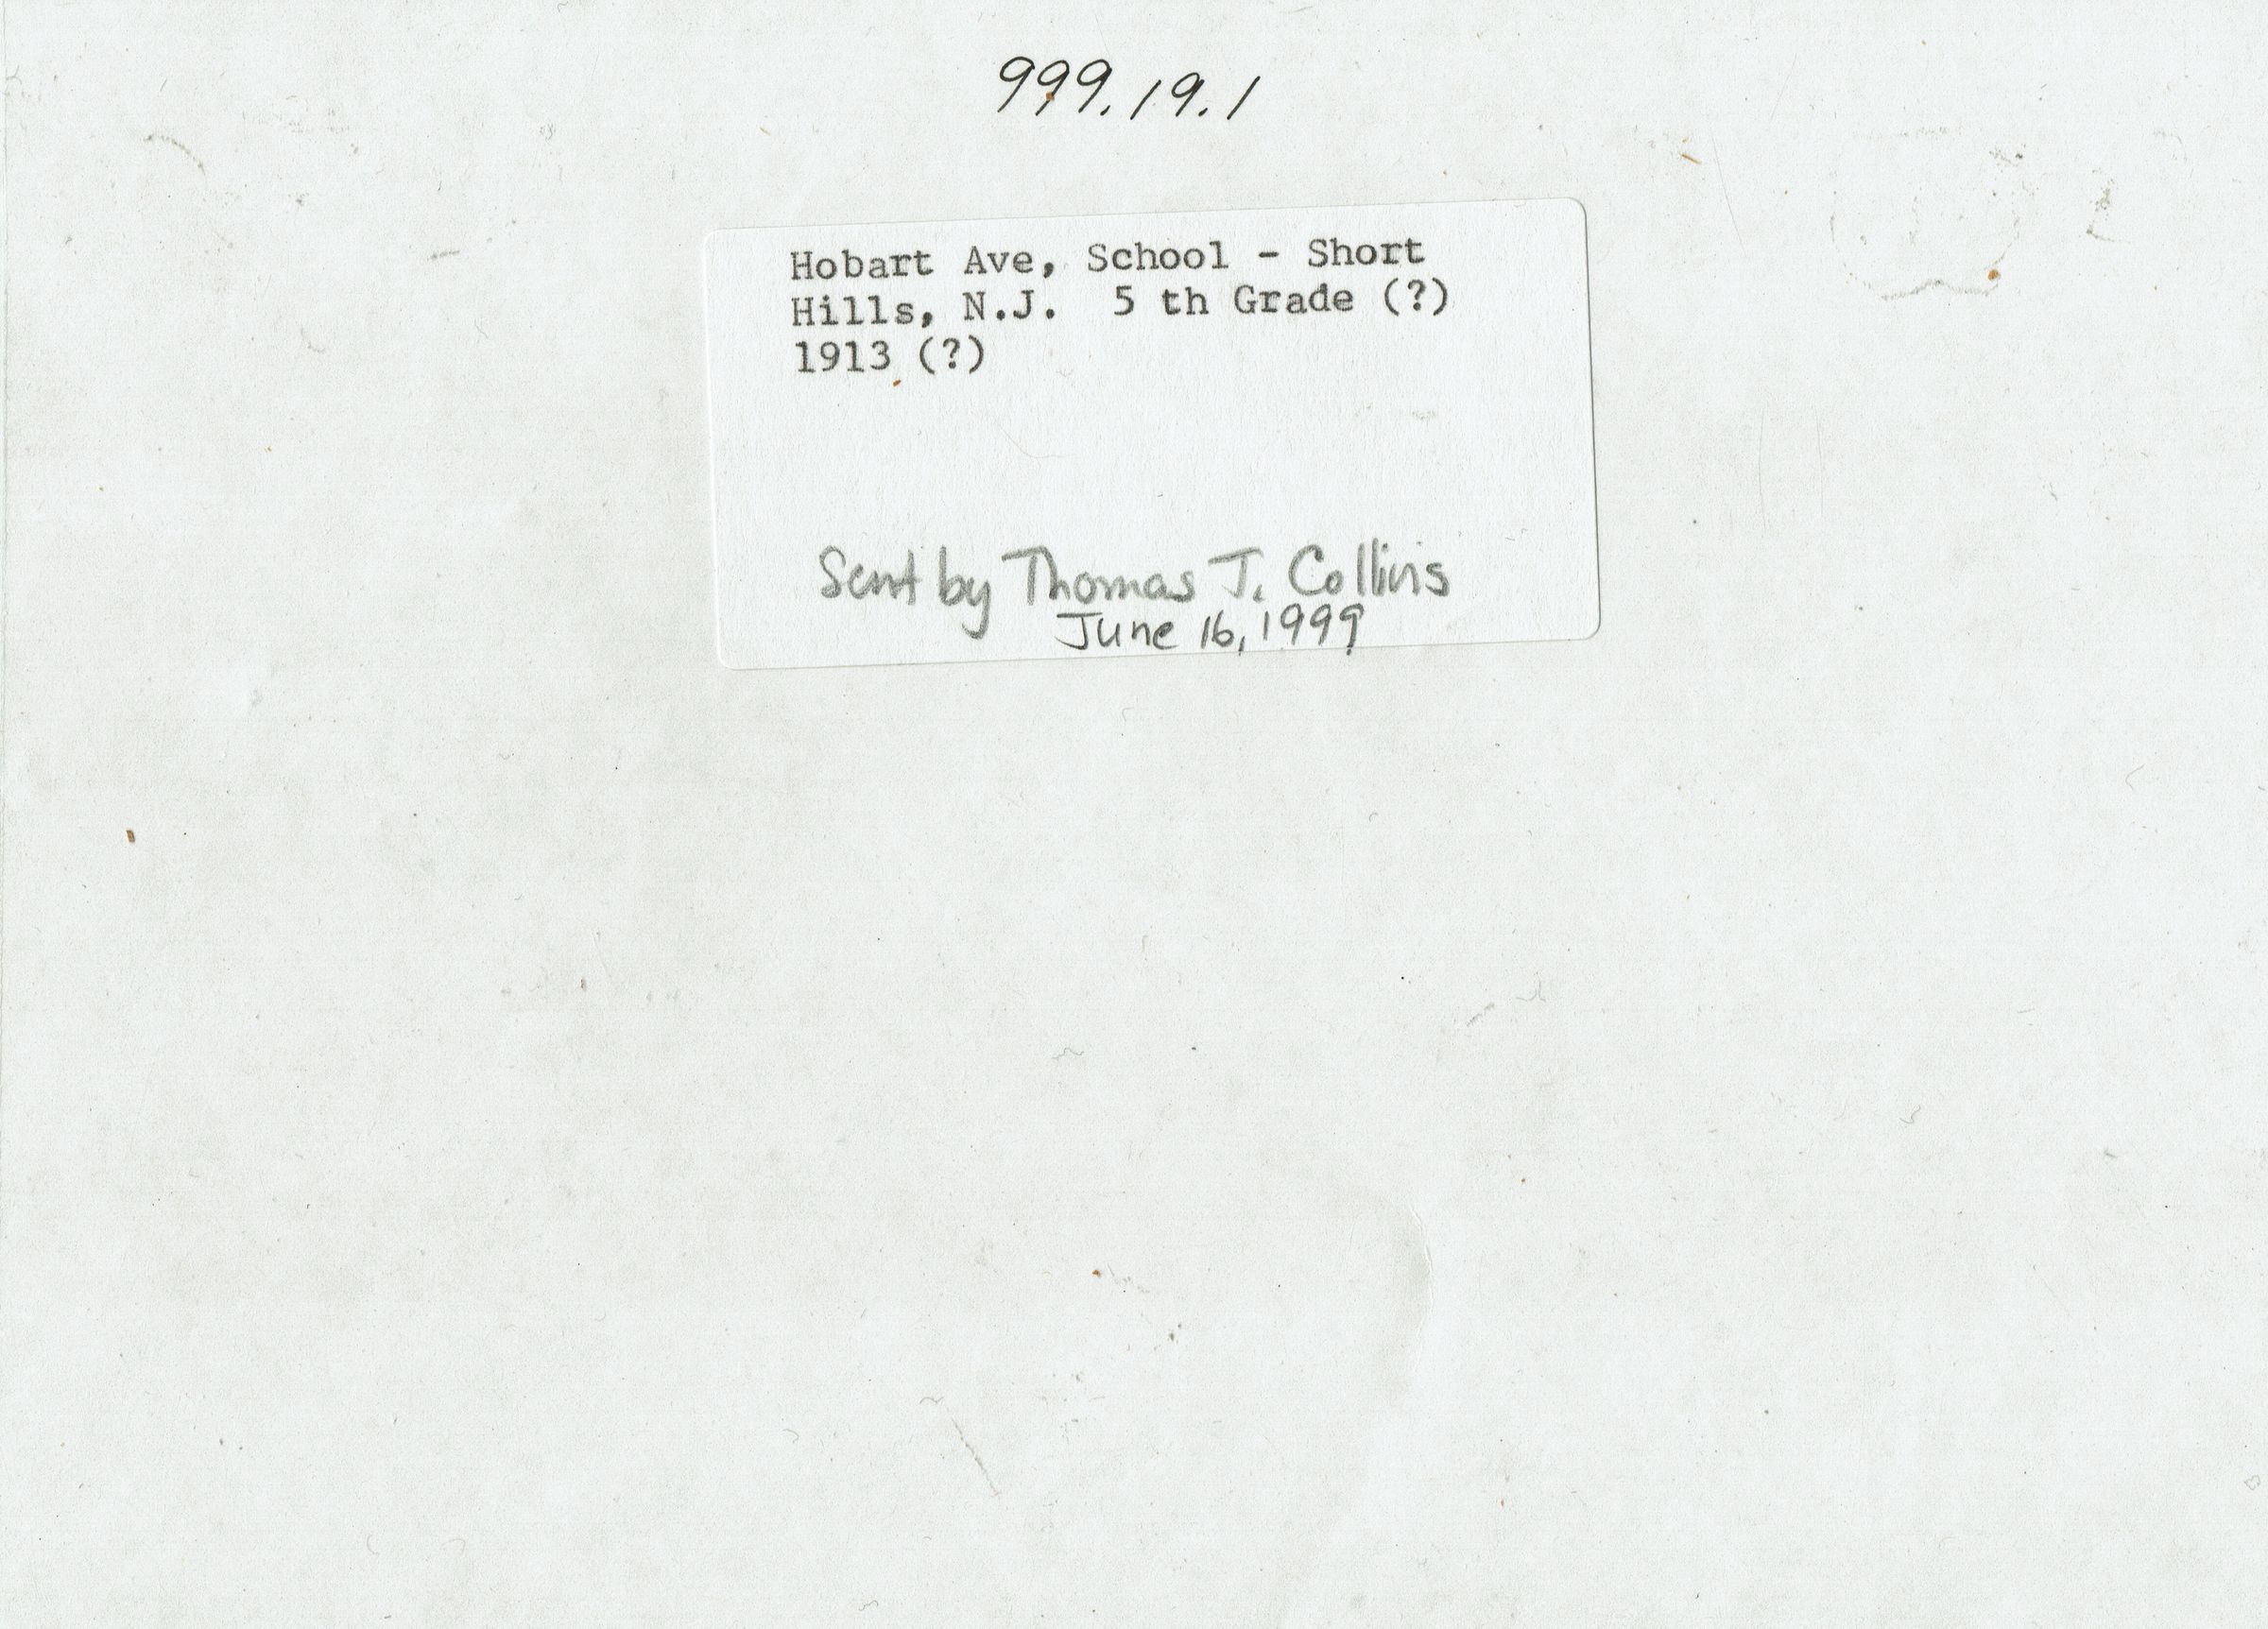 999.19.1
Hobart Ave, School - Short
Hills, N.J. 5 th Grade (?)
1913 (?)
Sent by Thomas J. Collins
June 16, 1999